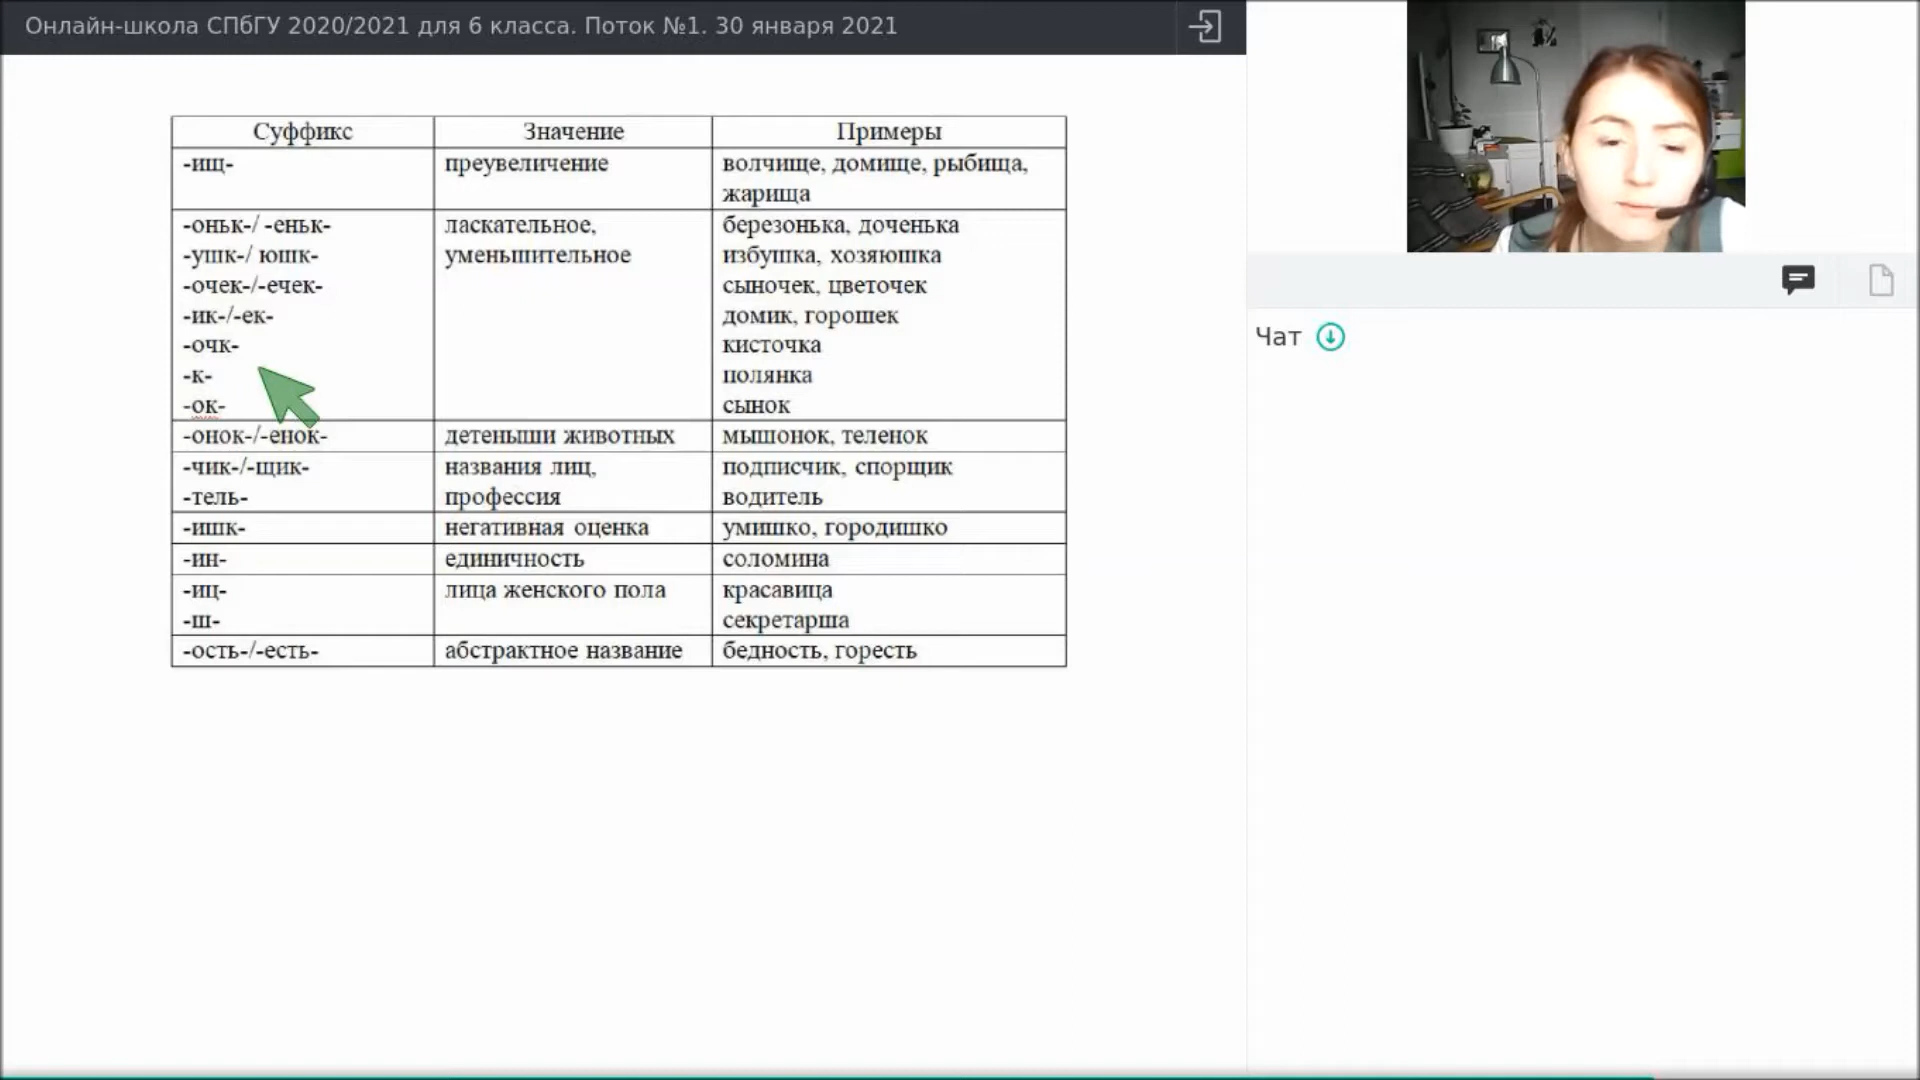 Онлайн-школа СПбГУ 2020/2021 для 6 класса. Поток №1. 30 января 2021
Суффикс Значение Примеры
-ищ- преувеличение волчище, домище, рыбища,
жарища
-оньк-/ -еньк- ласкательное, березонька, доченька
-ушк-/ юшк- уменьшительное избушка, хозяюшка
-очек-/-ечек- сыночек, цветочек
-ик-/-ек- домик, горошек
-очк- кисточка
-к- полянка
-ок- сынок
-онок-/-енок- детеныши животных мышонок, теленок
-чик-/-щик- названия лиц, подписчик, спорщик
-тель- профессия водитель
-ишк- негативная оценка умишко, городишко
-ин- единичность соломина
-иц- лица женского пола красавица
-ш- секретарша
-ость-/-есть- абстрактное название бедность, горесть
Чат